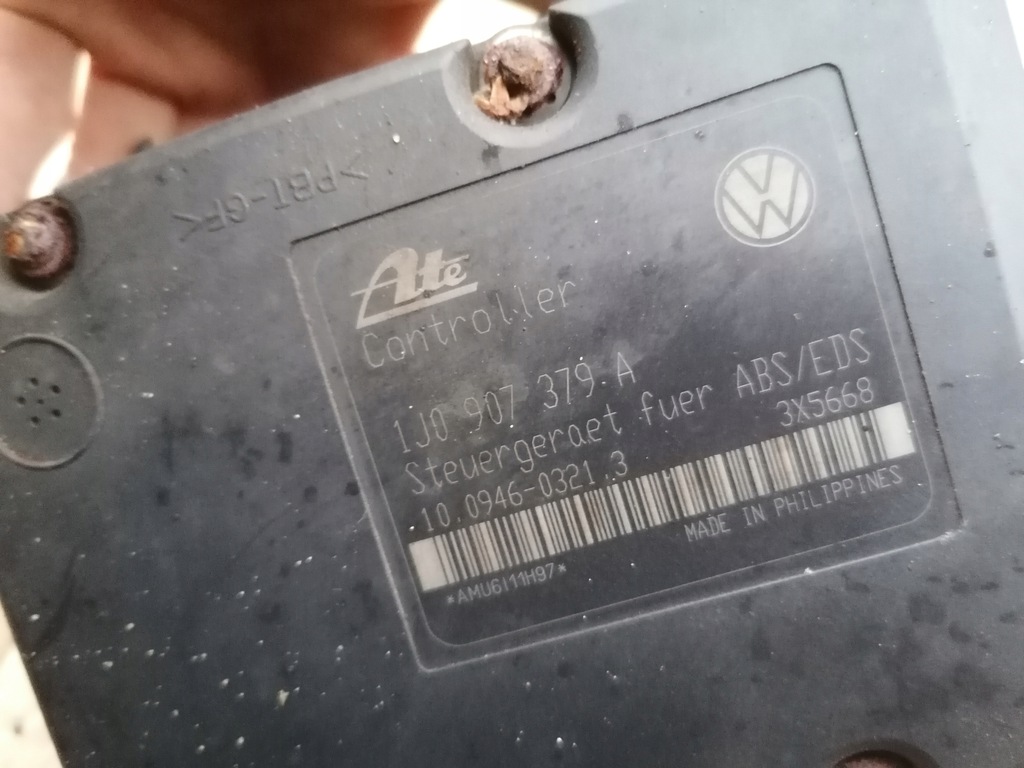 >PBT-GF<
Ate
Controller
1J0 907 379 A
Steuergeraet fuer ABS/EDS
10.0946-0321.3 3X5668
MADE IN PHILIPPINES
*AMU6I11H97*